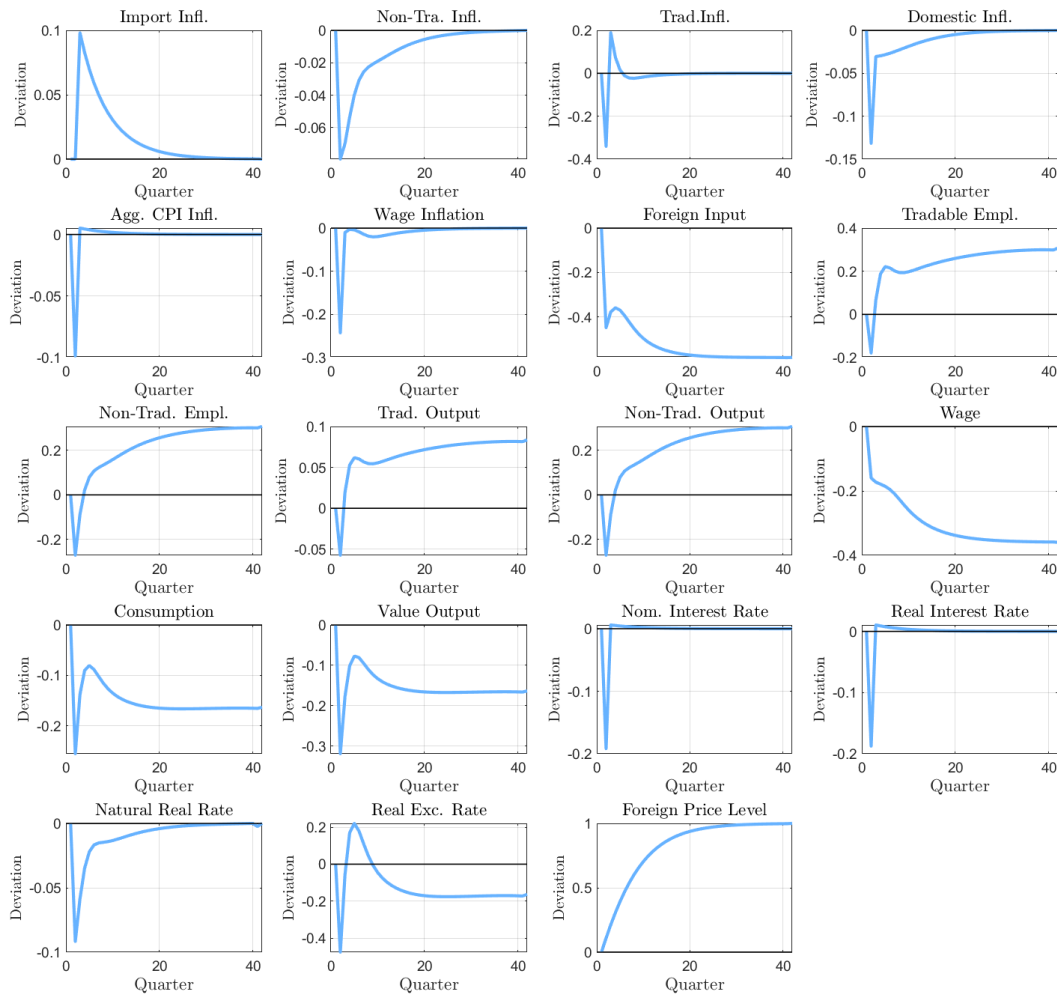 Import Infl.
Non-Tra. Infl.
Trad.Infl.
Domestic Infl.
Deviation
0.1
0.05
0
0 20 40
Quarter
Deviation
0
-0.02
-0.04
-0.06
0 20 40
Quarter
Deviation
0.2
0
-0.2
-0.4
0 20 40
Quarter
Deviation
0
-0.05
-0.1
-0.15
0 20 40
Quarter
Agg. CPI Infl.
Wage Inflation
Foreign Input
Tradable Empl.
Deviation
0
-0.05
-0.1
0 20 40
Quarter
Deviation
0
-0.1
-0.2
-0.3
0 20 40
Quarter
Deviation
0
-0.2
-0.4
0 20 40
Quarter
Deviation
0.4
0.2
0
-0.2
0 20 40
Quarter
Non-Trad. Empl.
Trad. Output
Non-Trad. Output
Wage
Deviation
0.2
0
-0.2
0 20 40
Quarter
Deviation
0.1
0.05
0
-0.05
0 20 40
Quarter
Deviation
0.2
0
-0.2
0 20 40
Quarter
Deviation
0
-0.2
-0.4
0 20 40
Quarter
Consumption
Value Output
Nom. Interest Rate
Real Interest Rate
Deviation
0
-0.1
-0.2
0 20 40
Quarter
Deviation
0
-0.1
-0.2
-0.3
0 20 40
Quarter
Deviation
0
-0.1
-0.2
0 20 40
Quarter
Deviation
0
-0.1
-0.2
0 20 40
Quarter
Natural Real Rate
Real Exc. Rate
Foreign Price Level
Deviation
0
-0.05
-0.1
0 20 40
Quarter
Deviation
0.2
0
-0.2
-0.4
0 20 40
Quarter
Deviation
1
0.5
0
0 20 40
Quarter